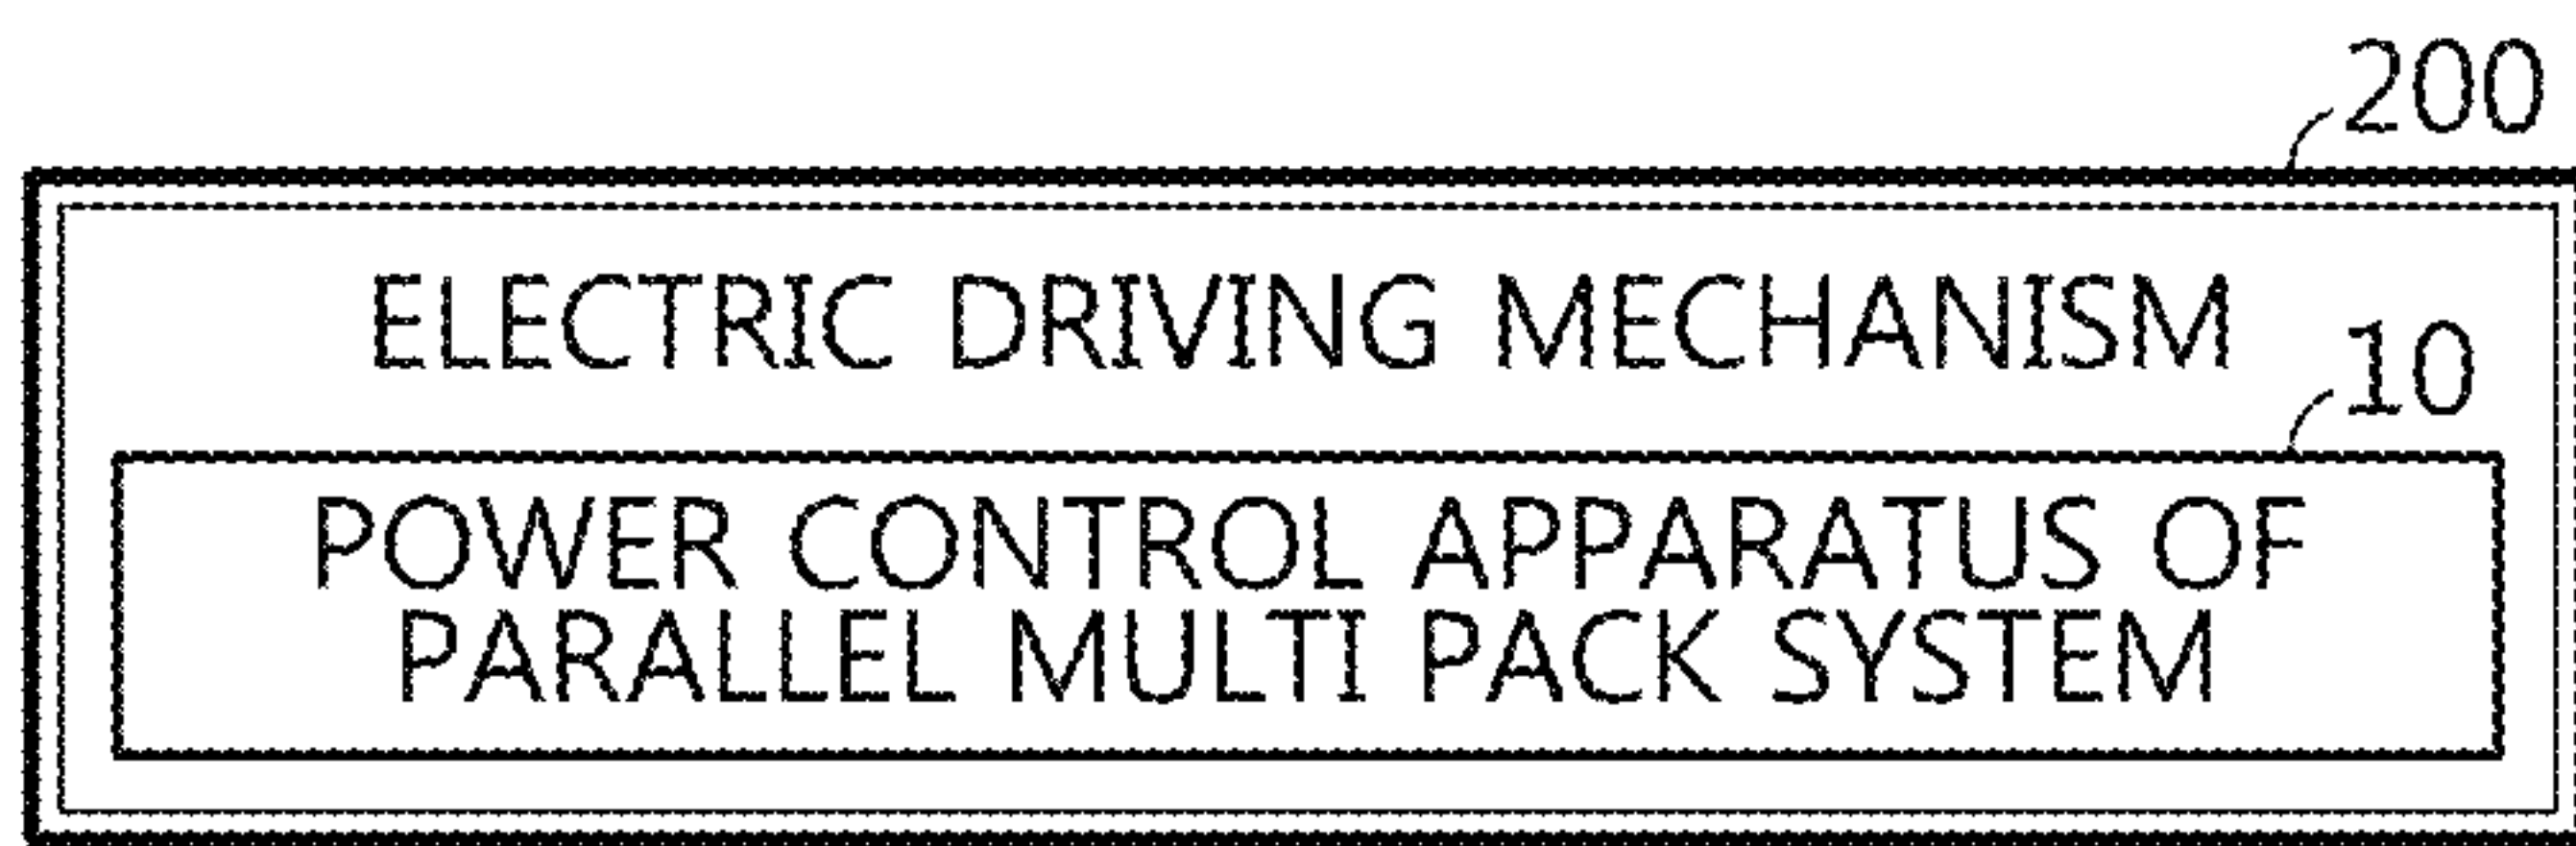 200
ELECTRIC DRIVING MECHANISM
10
POWER CONTROL APPARATUS OF
PARALLEL MULTI PACK SYSTEM